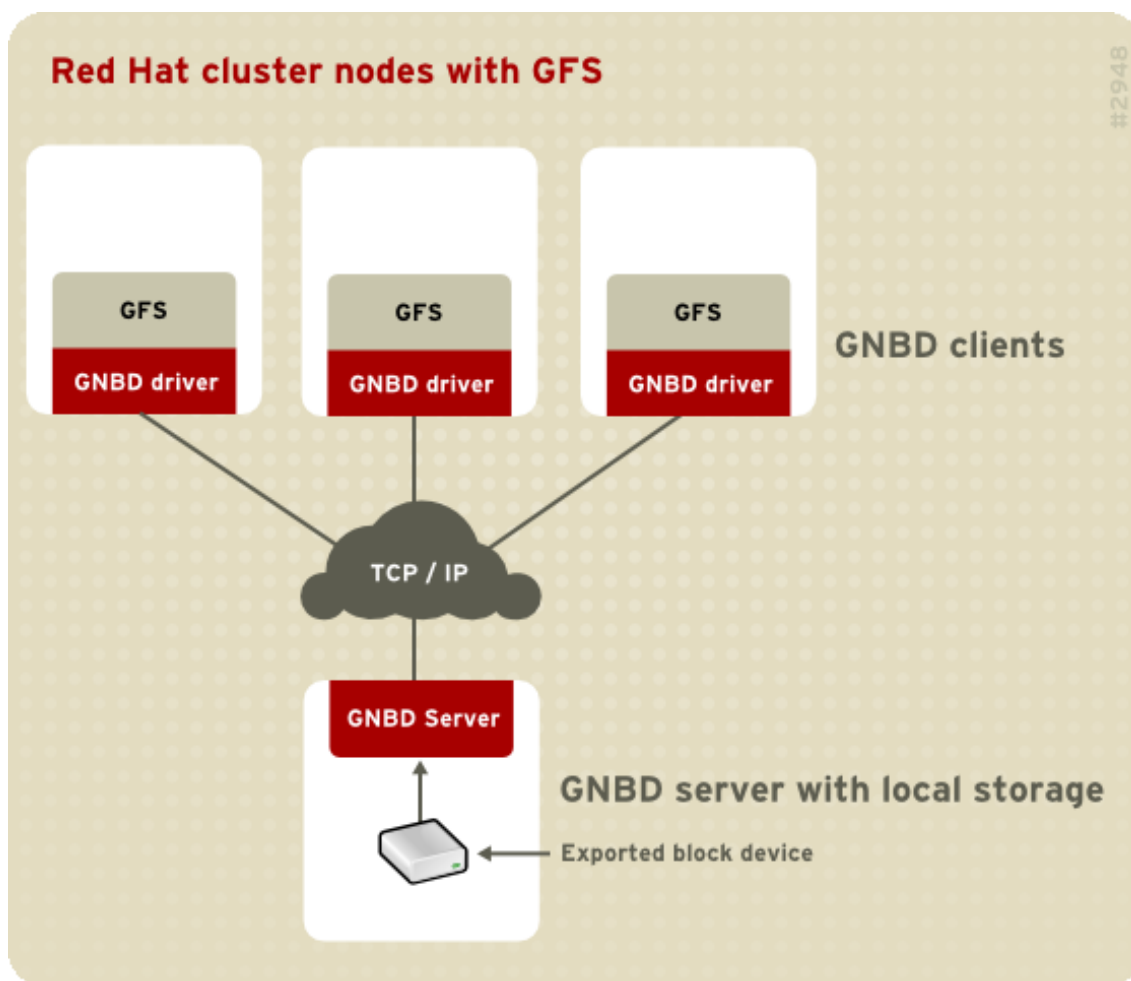 Red Hat cluster nodes with GFS
#2948
GFS
GFS
GFS
GNBD driver
GNBD driver
GNBD driver
GNBD clients
TCP / IP
GNBD Server
GNBD server with local storage
Exported block device